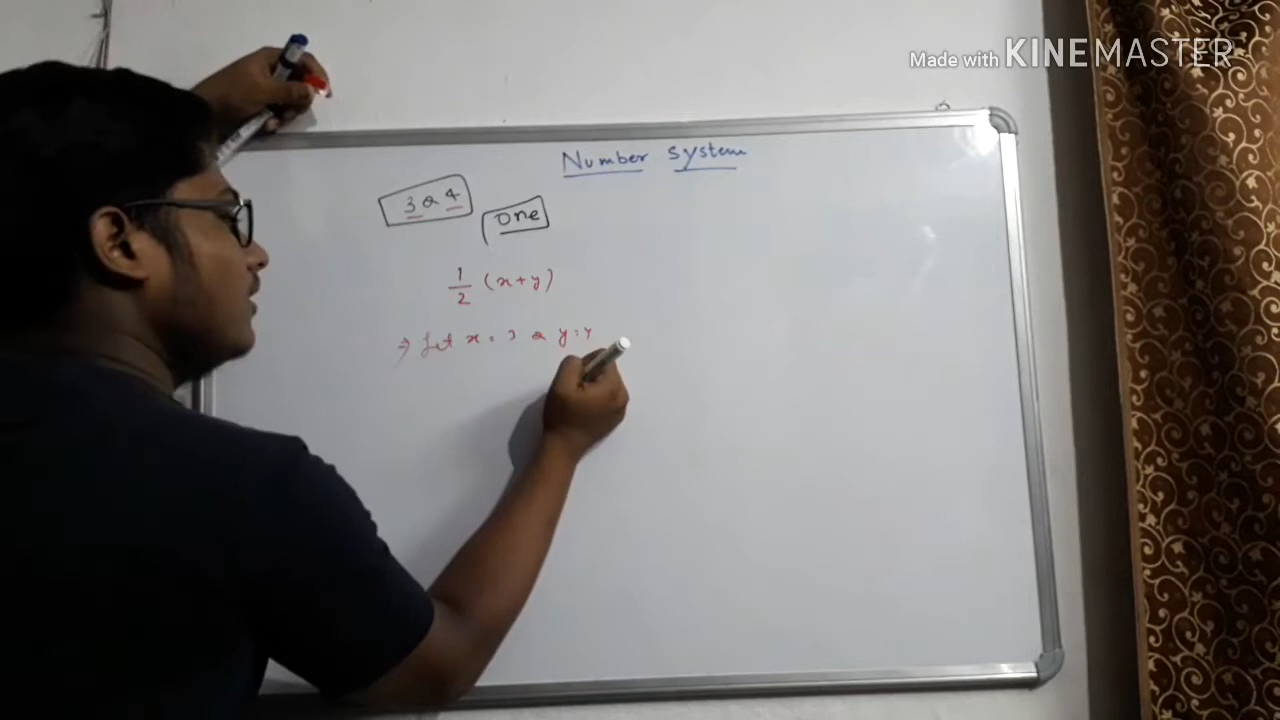 Made with KINEMASTER
Number System
3 & 4
one
1/2 (x+y)
⇒ Let x = 3 & y = 4